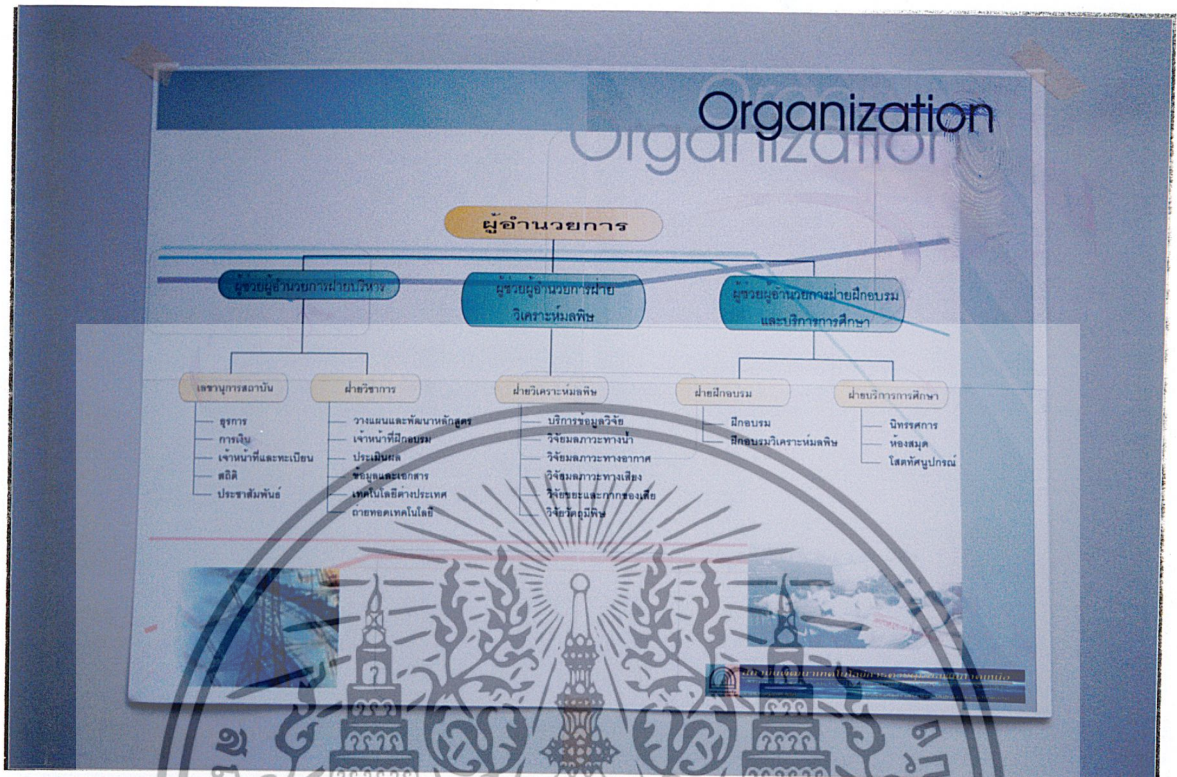 Organization
Organization
ผู้อำนวยการ
ผู้ช่วยผู้อำนวยการฝ่ายบริหาร
ผู้ช่วยผู้อำนวยการฝ่าย
วิเคราะห์มลพิษ
ผู้ช่วยผู้อำนวยการฝ่ายฝึกอบรม
และบริการการศึกษา
เลขานุการสถาบัน
ธุรการ
การเงิน
เจ้าหน้าที่และทะเบียน
สถิติ
ประชาสัมพันธ์
ฝ่ายวิชาการ
วางแผนและพัฒนาหลักสูตร
เจ้าหน้าที่ฝึกอบรม
ประเมินผล
ข้อมูลและเอกสาร
เทคโนโลยีต่างประเทศ
ถ่ายทอดเทคโนโลยี
ฝ่ายวิเคราะห์มลพิษ
บริการข้อมูลวิจัย
วิจัยมลภาวะทางน้ำ
วิจัยมลภาวะทางอากาศ
วิจัยมลภาวะทางเสียง
วิจัยขยะและกากของเสีย
วิจัยวัตถุมีพิษ
ฝ่ายฝึกอบรม
ฝึกอบรม
ฝึกอบรมวิเคราะห์มลพิษ
ฝ่ายบริการการศึกษา
นิทรรศการ
ห้องสมุด
โสตทัศนูปกรณ์